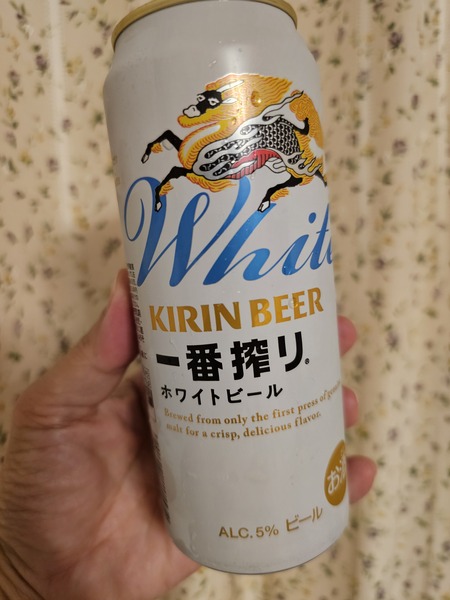 White
KIRIN BEER
一番搾り®
ホワイトビール
Brewed from only the first press of
malt for a crisp, delicious flavor.
ALC.5% ビール